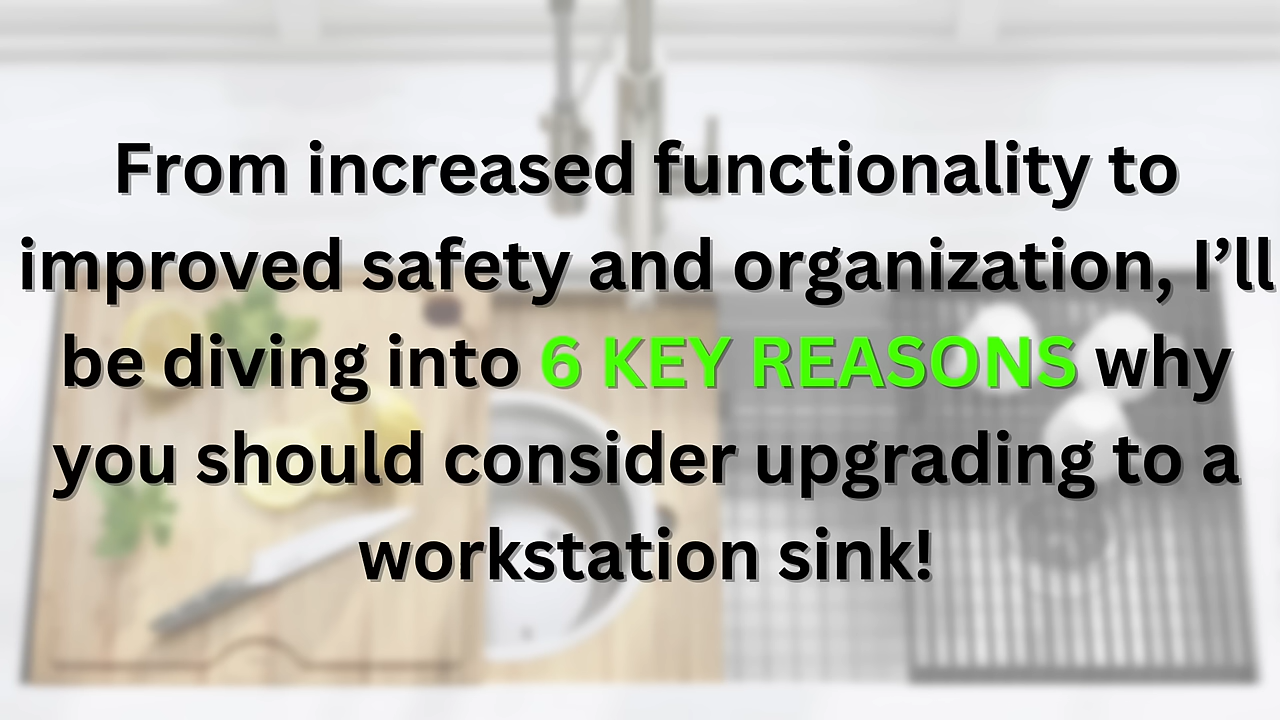 From increased functionality to
improved safety and organization, I’ll
be diving into 6 KEY REASONS why
you should consider upgrading to a
workstation sink!